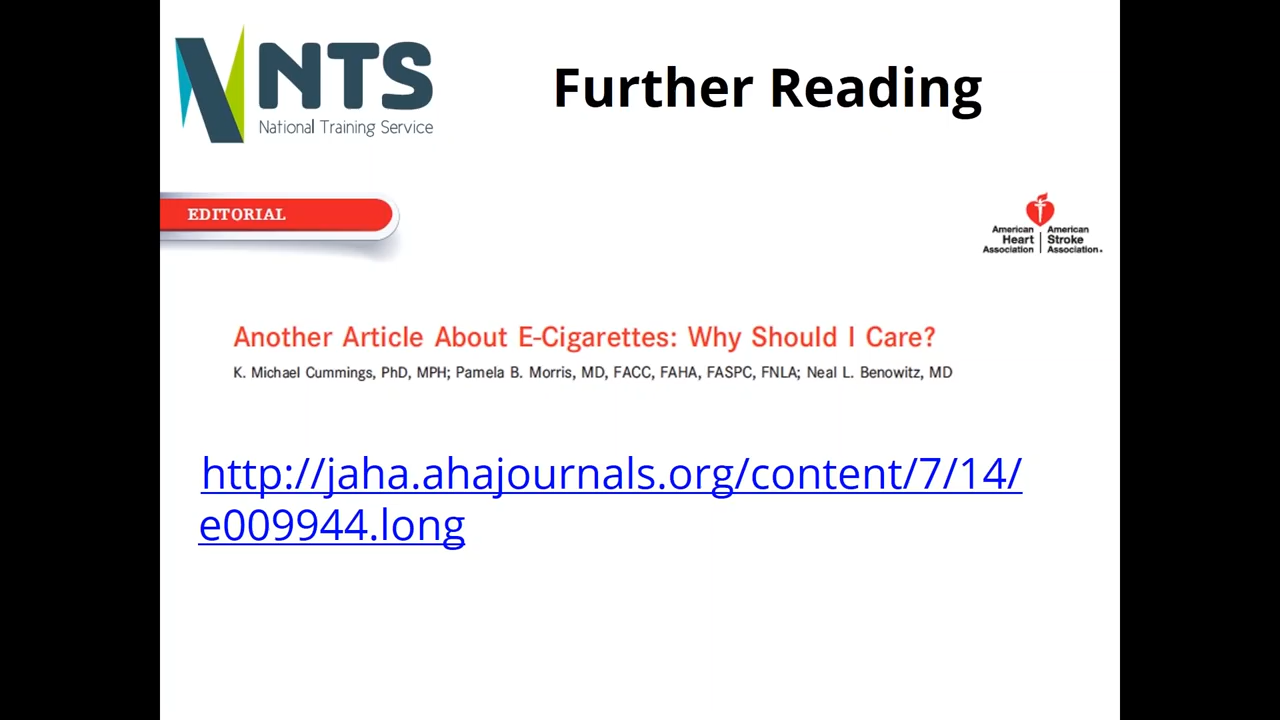 NTS
National Training Service
Further Reading
EDITORIAL
American Heart Association
American Stroke Association.
Another Article About E-Cigarettes: Why Should I Care?
K. Michael Cummings, PhD, MPH; Pamela B. Morris, MD, FACC, FAHA, FASPC, FNLA; Neal L. Benowitz, MD
http://jaha.ahajournals.org/content/7/14/
e009944.long